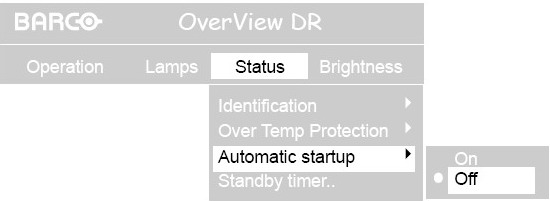 BARCO OverView DR
Operation Lamps Status Brightness
Identification
Over Temp Protection
Automatic startup
Standby timer..
On
Off